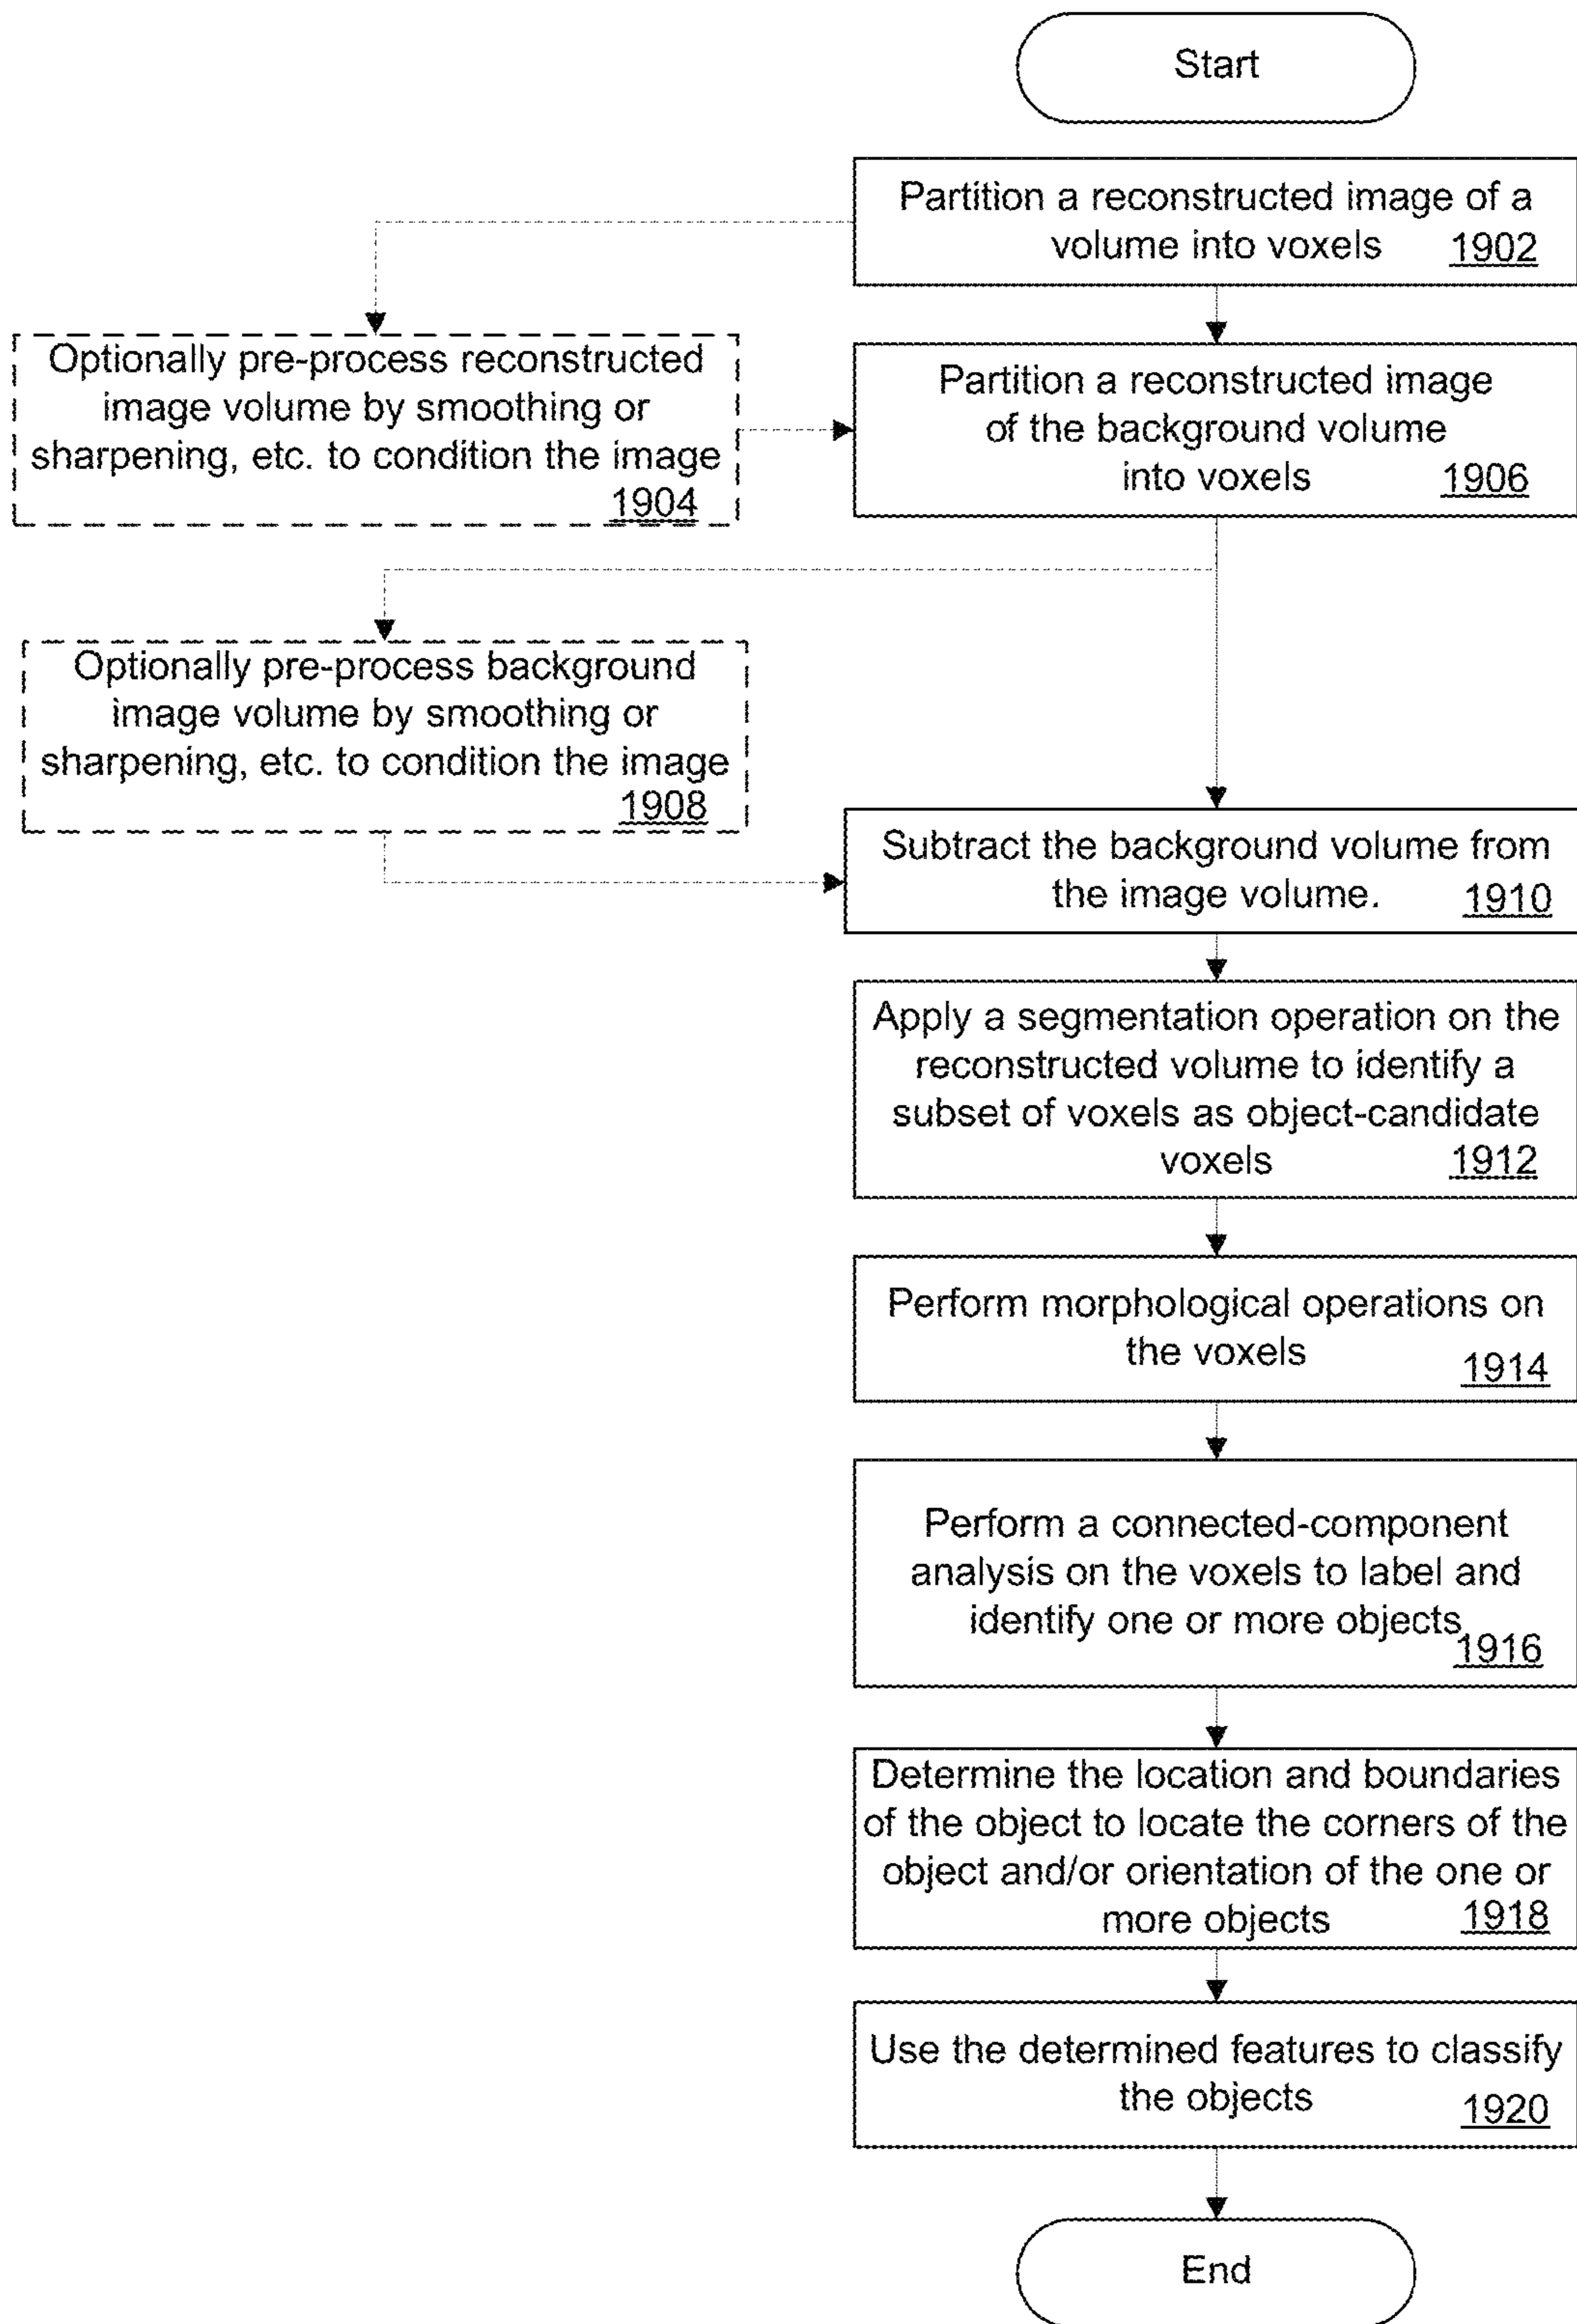 Start
Partition a reconstructed image of a
volume into voxels 1902
Optionally pre-process reconstructed
image volume by smoothing or
sharpening, etc. to condition the image
1904
Partition a reconstructed image
of the background volume
into voxels 1906
Optionally pre-process background
image volume by smoothing or
sharpening, etc. to condition the image
1908
Subtract the background volume from
the image volume. 1910
Apply a segmentation operation on the
reconstructed volume to identify a
subset of voxels as object-candidate
voxels 1912
Perform morphological operations on
the voxels 1914
Perform a connected-component
analysis on the voxels to label and
identify one or more objects
1916
Determine the location and boundaries
of the object to locate the corners of the
object and/or orientation of the one or
more objects 1918
Use the determined features to classify
the objects 1920
End